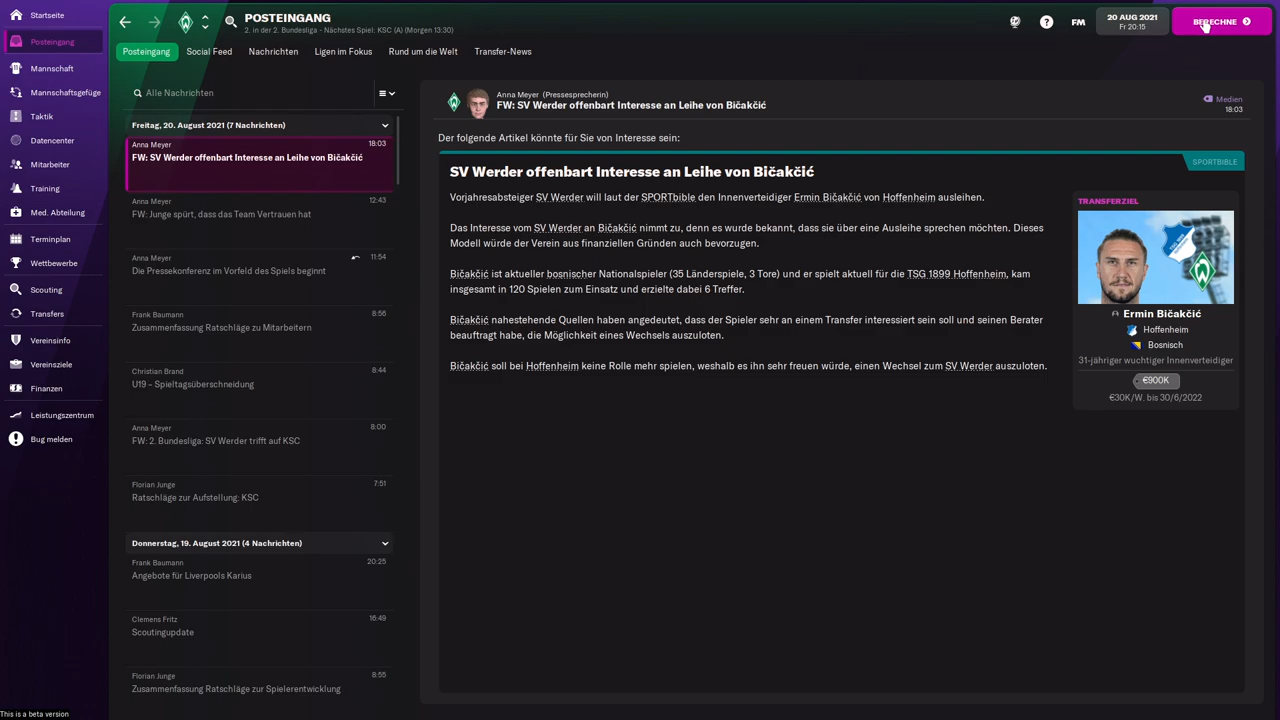 Startseite
Posteingang
Mannschaft
Mannschaftsgefüge
Taktik
Datencenter
Mitarbeiter
Training
Med. Abteilung
Terminplan
Wettbewerbe
Scouting
Transfers
Vereinsinfo
Vereinsziele
Finanzen
Leistungszentrum
Bug melden
This is a beta version
POSTEINGANG
2. in der 2. Bundesliga - Nächstes Spiel: KSC (A) (Morgen 13:30)
FM
20 AUG 2021
Fr 20:15
BERECHNE
Posteingang
Social Feed
Nachrichten
Ligen im Fokus
Rund um die Welt
Transfer-News
Alle Nachrichten
Freitag, 20. August 2021 (7 Nachrichten)
Anna Meyer 18:03
FW: SV Werder offenbart Interesse an Leihe von Bičakčić
Anna Meyer 12:43
FW: Junge spürt, dass das Team Vertrauen hat
Anna Meyer 11:54
Die Pressekonferenz im Vorfeld des Spiels beginnt
Frank Baumann 8:56
Zusammenfassung Ratschläge zu Mitarbeitern
Christian Brand 8:44
U19 – Spieltagsüberschneidung
Anna Meyer 8:00
FW: 2. Bundesliga: SV Werder trifft auf KSC
Florian Junge 7:51
Ratschläge zur Aufstellung: KSC
Donnerstag, 19. August 2021 (4 Nachrichten)
Frank Baumann 20:25
Angebote für Liverpools Karius
Clemens Fritz 16:49
Scoutingupdate
Florian Junge 8:55
Zusammenfassung Ratschläge zur Spielerentwicklung
Anna Meyer (Pressesprecherin)
FW: SV Werder offenbart Interesse an Leihe von Bičakčić
Medien
18:03
Der folgende Artikel könnte für Sie von Interesse sein:
SPORTBIBLE
SV Werder offenbart Interesse an Leihe von Bičakčić
Vorjahresabsteiger SV Werder will laut der SPORTbible den Innenverteidiger Ermin Bičakčić von Hoffenheim ausleihen.
Das Interesse vom SV Werder an Bičakčić nimmt zu, denn es wurde bekannt, dass sie über eine Ausleihe sprechen möchten. Dieses
Modell würde der Verein aus finanziellen Gründen auch bevorzugen.
Bičakčić ist aktueller bosnischer Nationalspieler (35 Länderspiele, 3 Tore) und er spielt aktuell für die TSG 1899 Hoffenheim, kam
insgesamt in 120 Spielen zum Einsatz und erzielte dabei 6 Treffer.
Bičakčić nahestehende Quellen haben angedeutet, dass der Spieler sehr an einem Transfer interessiert sein soll und seinen Berater
beauftragt habe, die Möglichkeit eines Wechsels auszuloten.
Bičakčić soll bei Hoffenheim keine Rolle mehr spielen, weshalb es ihn sehr freuen würde, einen Wechsel zum SV Werder auszuloten.
TRANSFERZIEL
Ermin Bičakčić
Hoffenheim
Bosnisch
31-jähriger wuchtiger Innenverteidiger
€900K
€30K/W. bis 30/6/2022